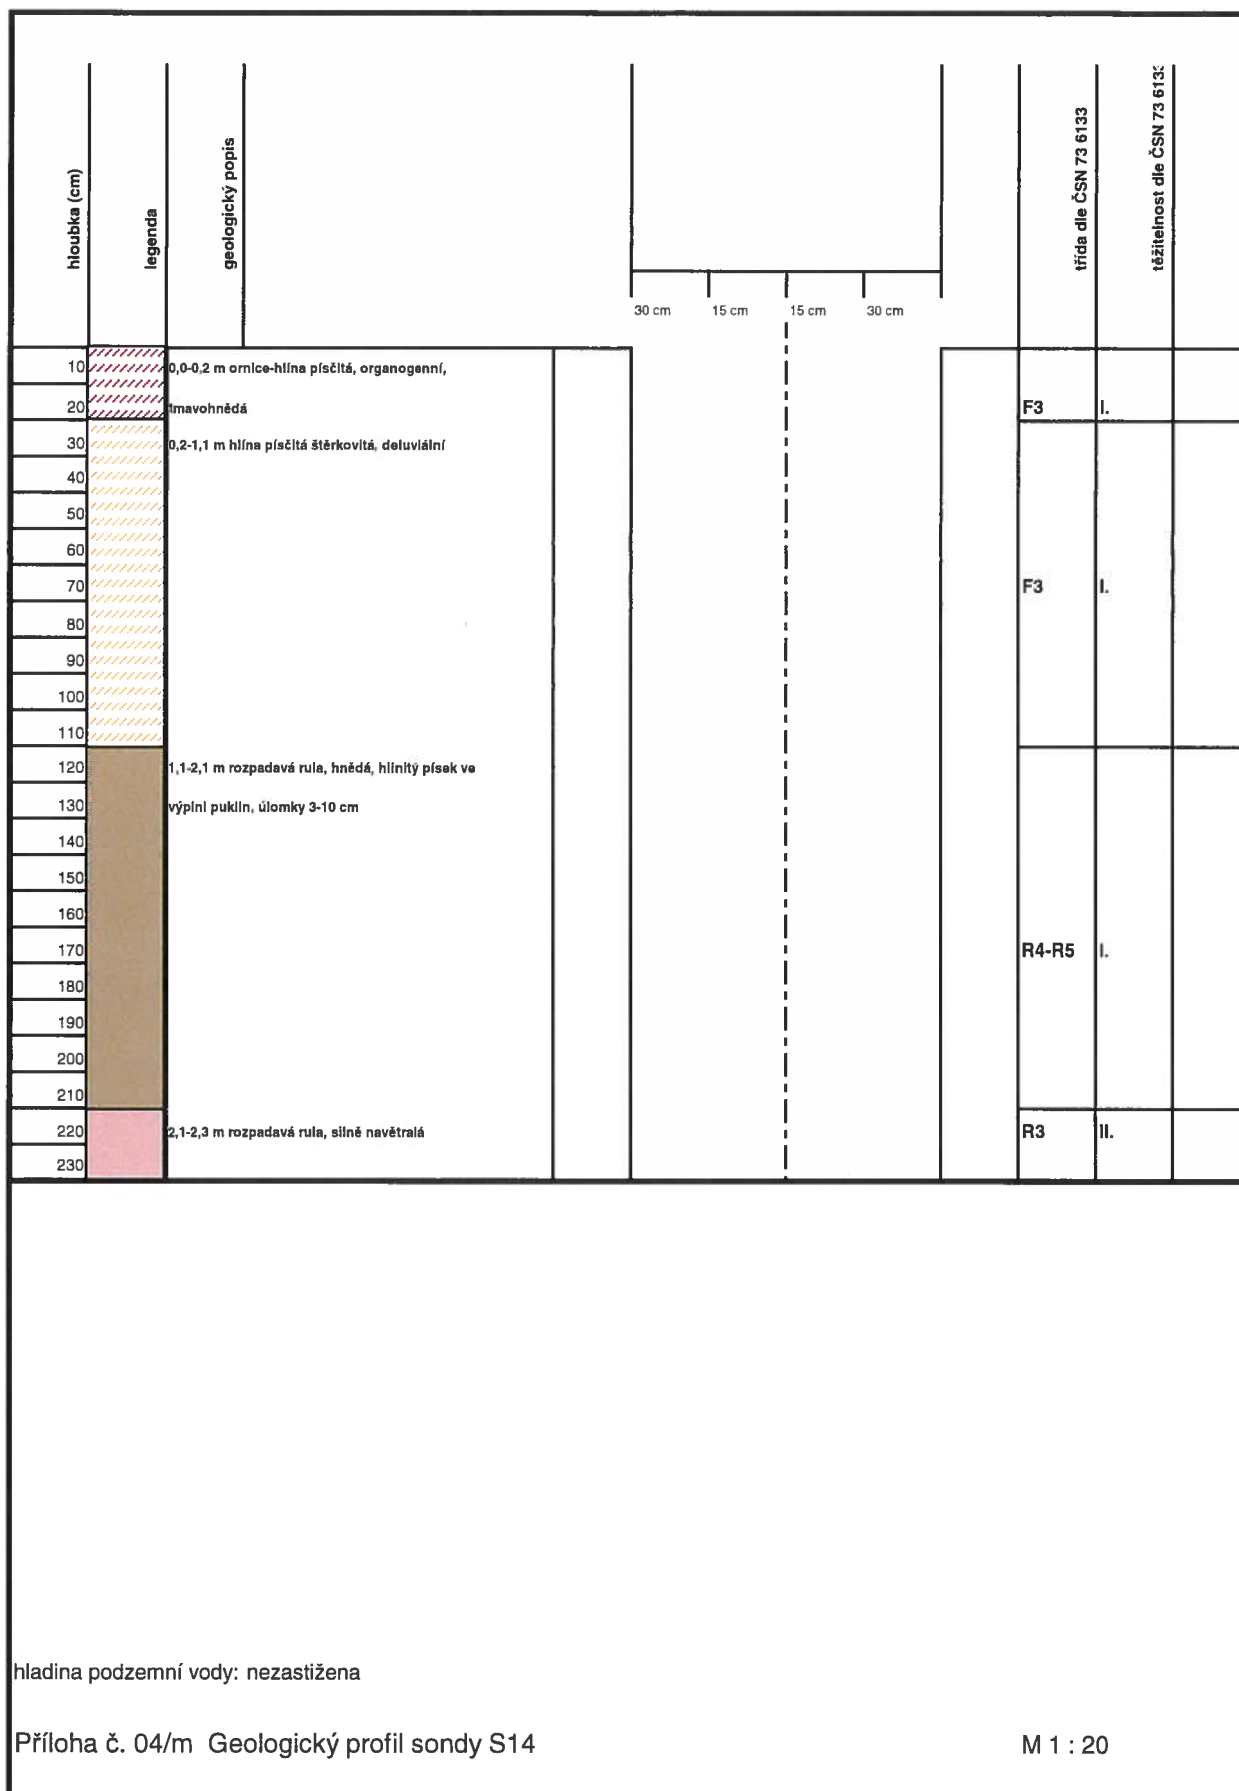 hloubka (cm)
legenda
geologický popis
třída dle ČSN 73 6133
těžitelnost dle ČSN 73 613
30 cm 15 cm 15 cm 30 cm
10 0,0-0,2 m ornice-hlína písčitá, organogenní,
20 tmavohnědá F3 I.
30 0,2-1,1 m hlína písčitá štěrkovitá, deluviální
40
50
60
70 F3 I.
80
90
100
110
120 1,1-2,1 m rozpadavá rula, hnědá, hlinitý písek ve
130 výplni puklin, úlomky 3-10 cm
140
150
160
170 R4-R5 I.
180
190
200
210
220 2,1-2,3 m rozpadavá rula, silně navětralá R3 II.
230
hladina podzemní vody: nezastižena
Příloha č. 04/m Geologický profil sondy S14 M 1 : 20